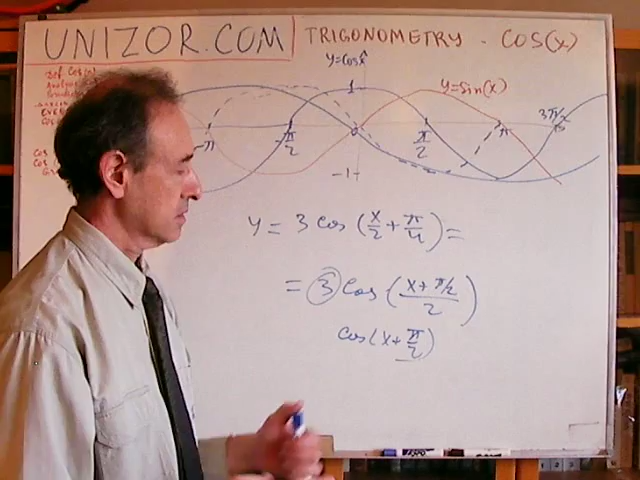 UNIZOR.COM TRIGONOMETRY - COS(X)
y=cos x
y=sin(x)
1
-π -π/2 π/2 π 3π/2
-1
y = 3 cos (x/2 + π/4) =
= 3 cos (x+π/2 / 2)
cos(x+π/2)